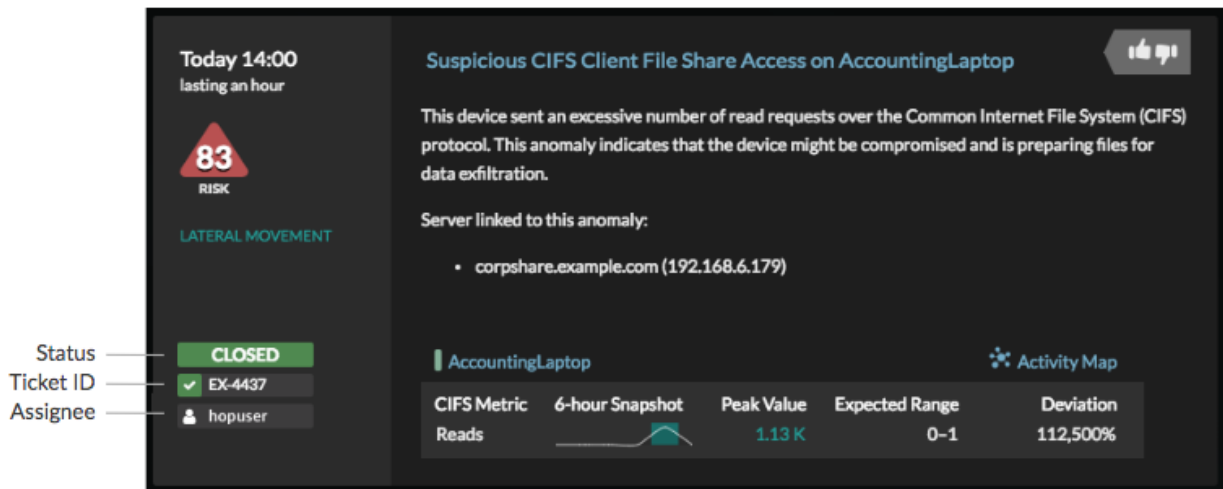 Today 14:00
lasting an hour
83
RISK
LATERAL MOVEMENT
Suspicious CIFS Client File Share Access on AccountingLaptop
This device sent an excessive number of read requests over the Common Internet File System (CIFS)
protocol. This anomaly indicates that the device might be compromised and is preparing files for
data exfiltration.
Server linked to this anomaly:
• corpshare.example.com (192.168.6.179)
Status
CLOSED
Ticket ID
EX-4437
Assignee
hopuser
AccountingLaptop
Activity Map
CIFS Metric 6-hour Snapshot Peak Value Expected Range Deviation
Reads 1.13 K 0–1 112,500%